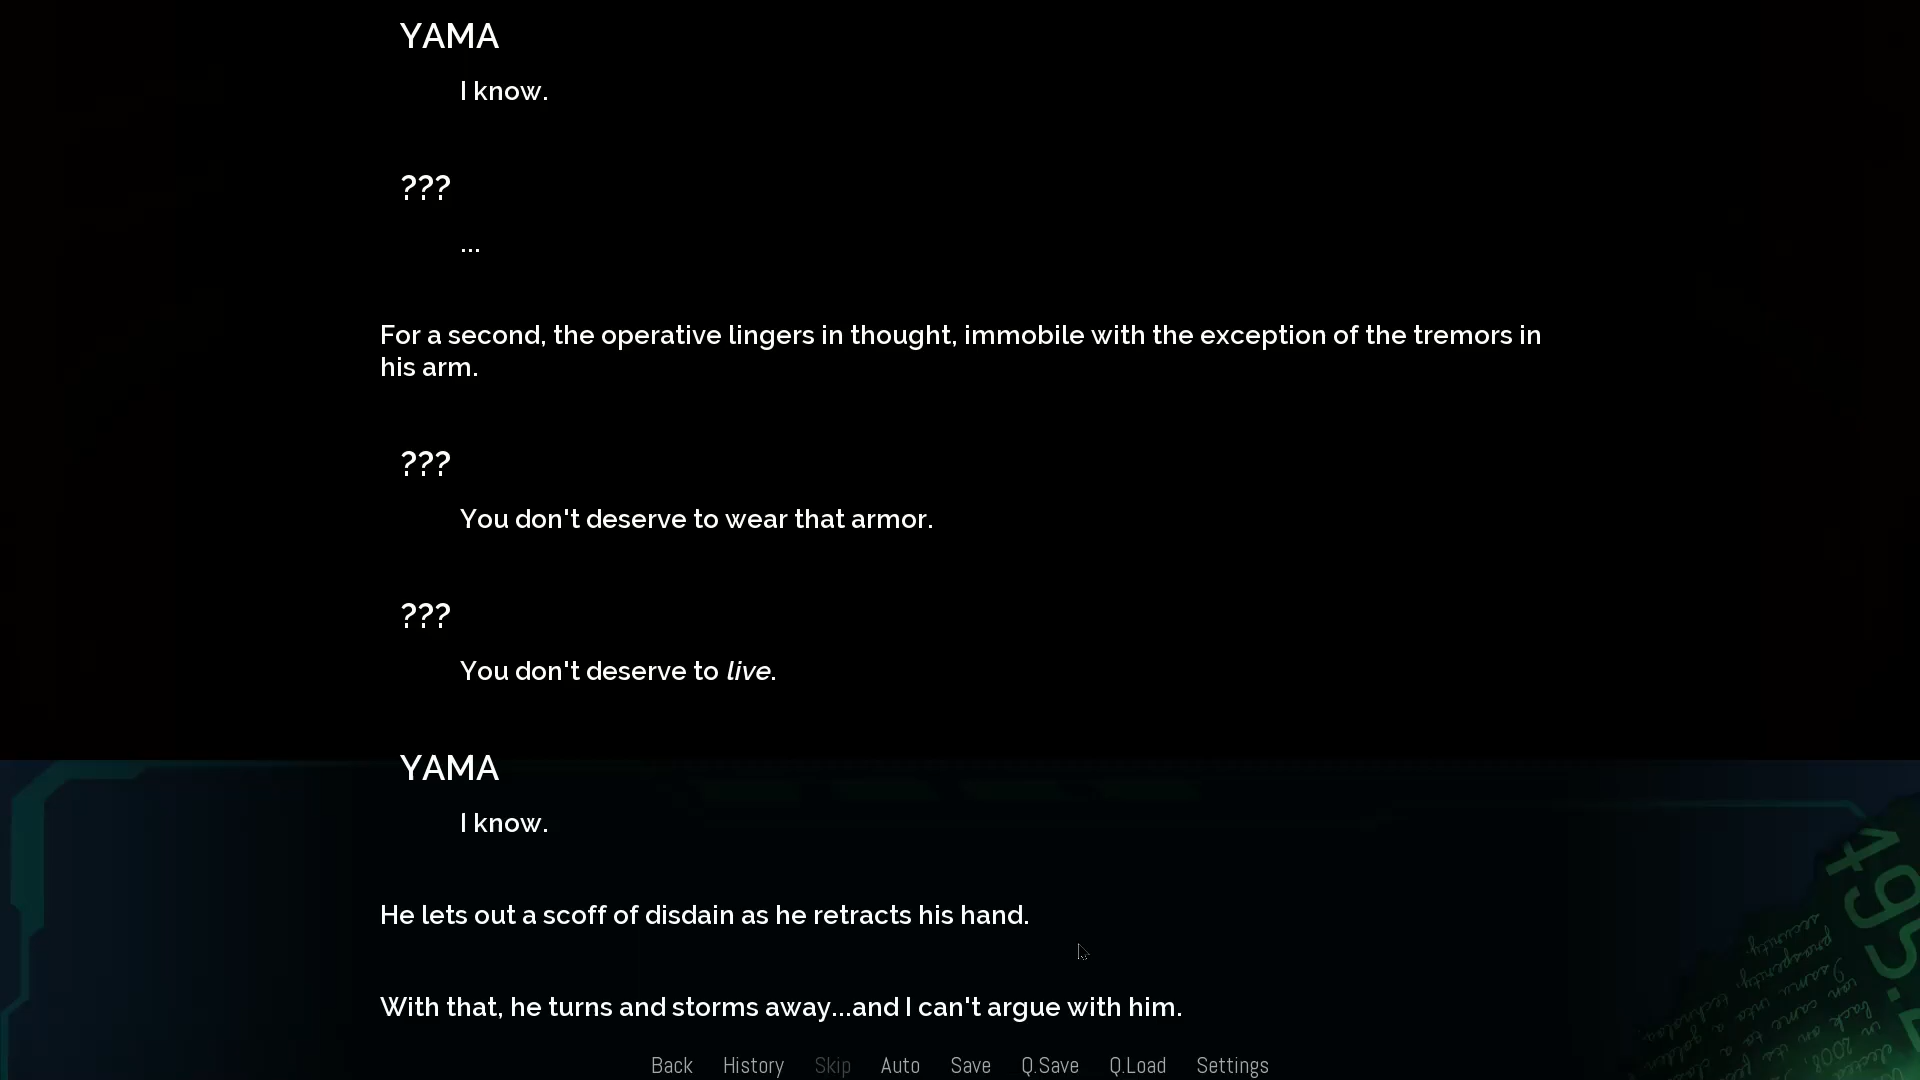 YAMA
I know.
???
...
For a second, the operative lingers in thought, immobile with the exception of the tremors in
his arm.
???
You don't deserve to wear that armor.
???
You don't deserve to live.
YAMA
I know.
He lets out a scoff of disdain as he retracts his hand.
With that, he turns and storms away...and I can't argue with him.
Back History Skip Auto Save Q.Save Q.Load Settings
195.